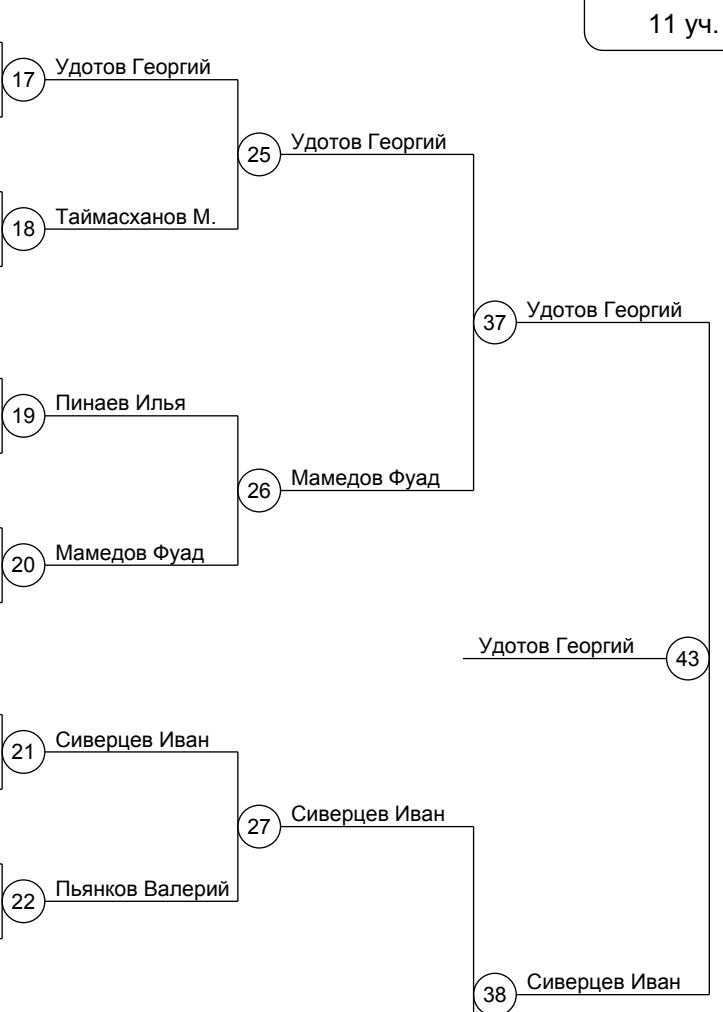 11 уч.
17 Удотов Георгий
25 Удотов Георгий
18 Таймасханов М.
37 Удотов Георгий
19 Пинаев Илья
26 Мамедов Фуад
20 Мамедов Фуад
Удотов Георгий 43
21 Сиверцев Иван
27 Сиверцев Иван
22 Пьянков Валерий
38 Сиверцев Иван